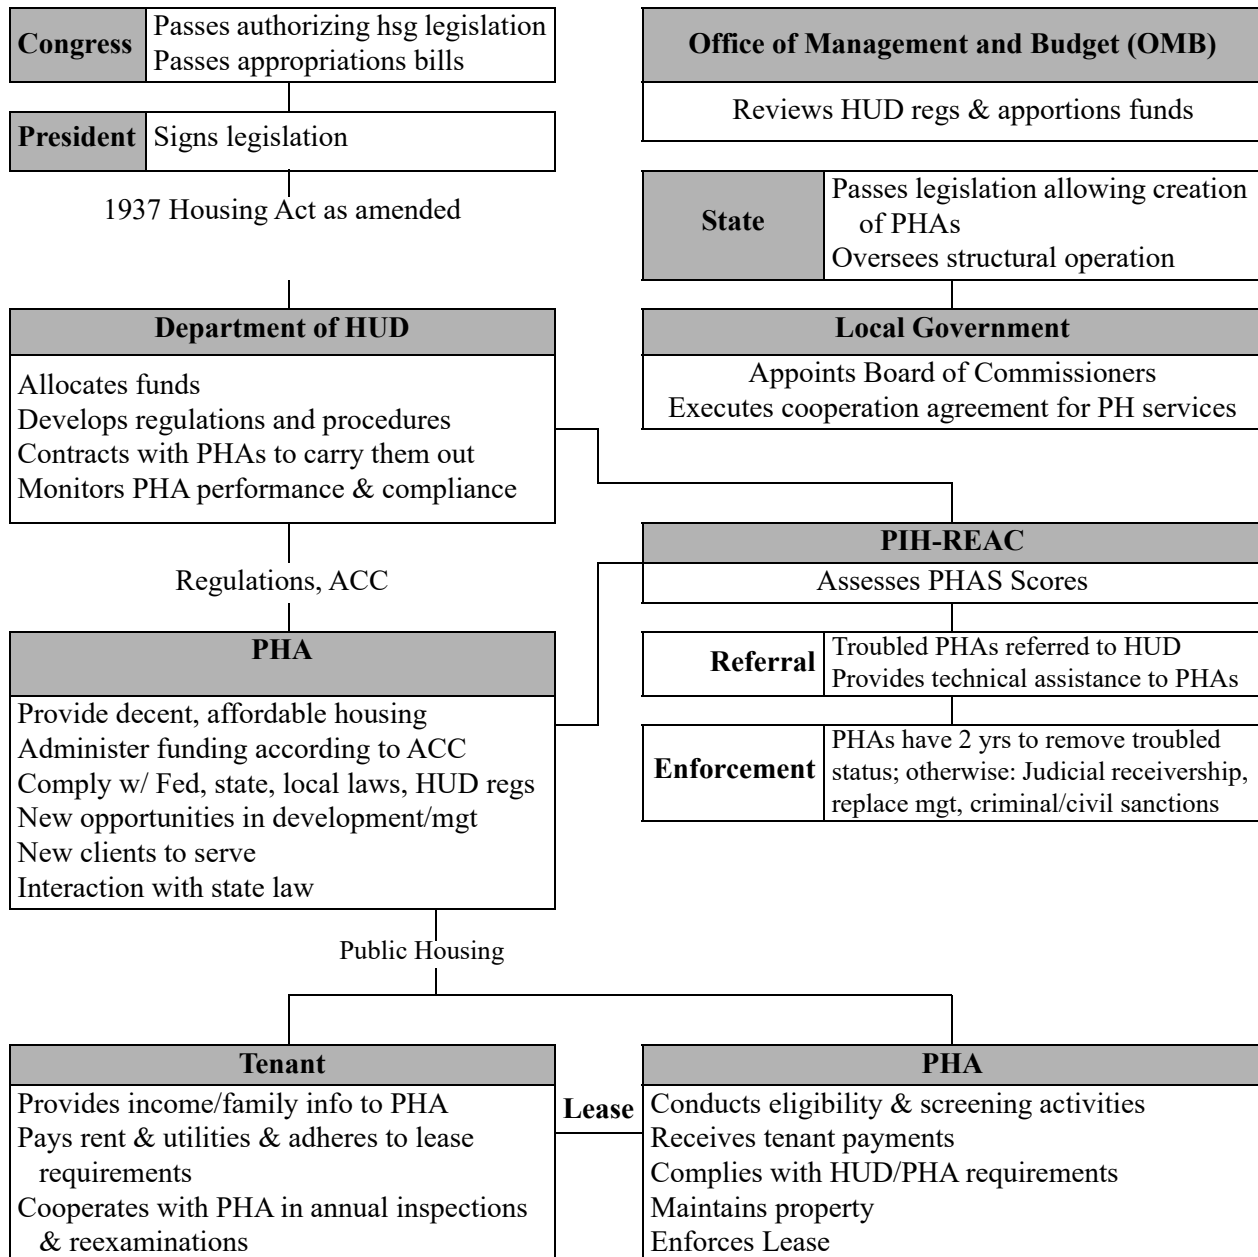 Congress
Passes authorizing hsg legislation
Passes appropriations bills
President
Signs legislation
1937 Housing Act as amended
Office of Management and Budget (OMB)
Reviews HUD regs & apportions funds
State
Passes legislation allowing creation
of PHAs
Oversees structural operation
Department of HUD
Allocates funds
Develops regulations and procedures
Contracts with PHAs to carry them out
Monitors PHA performance & compliance
Local Government
Appoints Board of Commissioners
Executes cooperation agreement for PH services
Regulations, ACC
PIH-REAC
Assesses PHAS Scores
Referral
Troubled PHAs referred to HUD
Provides technical assistance to PHAs
Enforcement
PHAs have 2 yrs to remove troubled
status; otherwise: Judicial receivership,
replace mgt, criminal/civil sanctions
PHA
Provide decent, affordable housing
Administer funding according to ACC
Comply w/ Fed, state, local laws, HUD regs
New opportunities in development/mgt
New clients to serve
Interaction with state law
Public Housing
Tenant
Provides income/family info to PHA
Pays rent & utilities & adheres to lease
requirements
Cooperates with PHA in annual inspections
& reexaminations
Lease
PHA
Conducts eligibility & screening activities
Receives tenant payments
Complies with HUD/PHA requirements
Maintains property
Enforces Lease